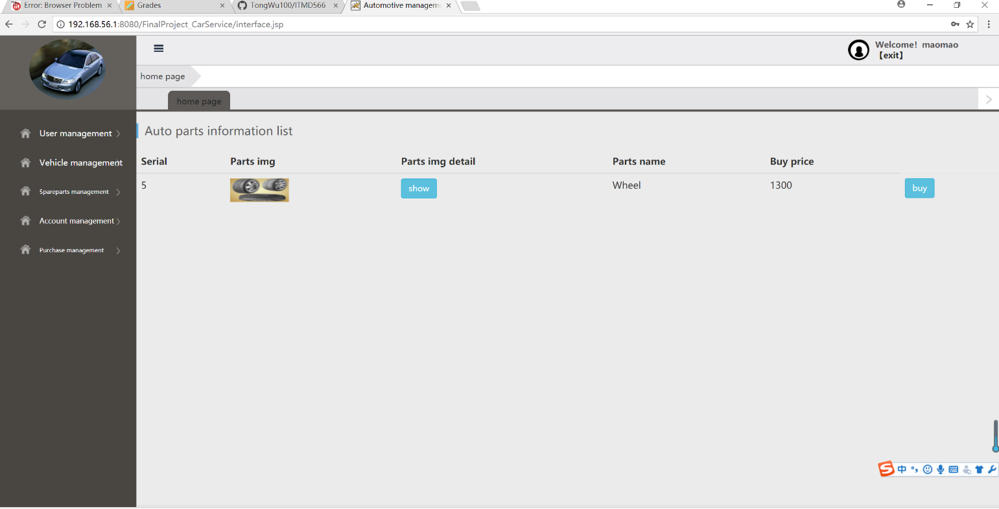 Error: Browser Problem
Grades
TongWu100/ITMD566
Automotive managem
192.168.56.1:8080/FinalProject_CarService/interface.jsp
Welcome! maomao
【exit】
home page
home page
User management
Vehicle management
Spareparts management
Account management
Purchase management
Auto parts information list
Serial Parts img Parts img detail Parts name Buy price
5 show Wheel 1300 buy
中